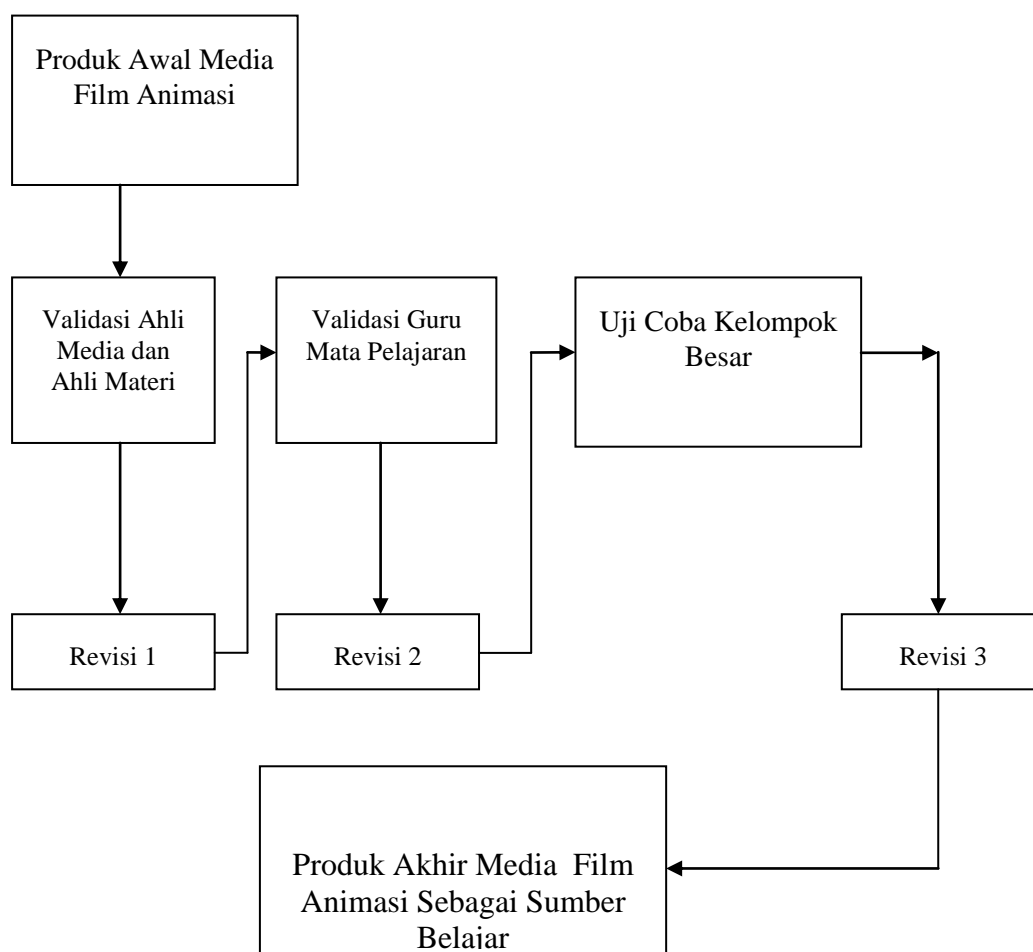 Produk Awal Media
Film Animasi
Validasi Ahli
Media dan
Ahli Materi
Validasi Guru
Mata Pelajaran
Uji Coba Kelompok
Besar
Revisi 1
Revisi 2
Revisi 3
Produk Akhir Media Film
Animasi Sebagai Sumber
Belajar